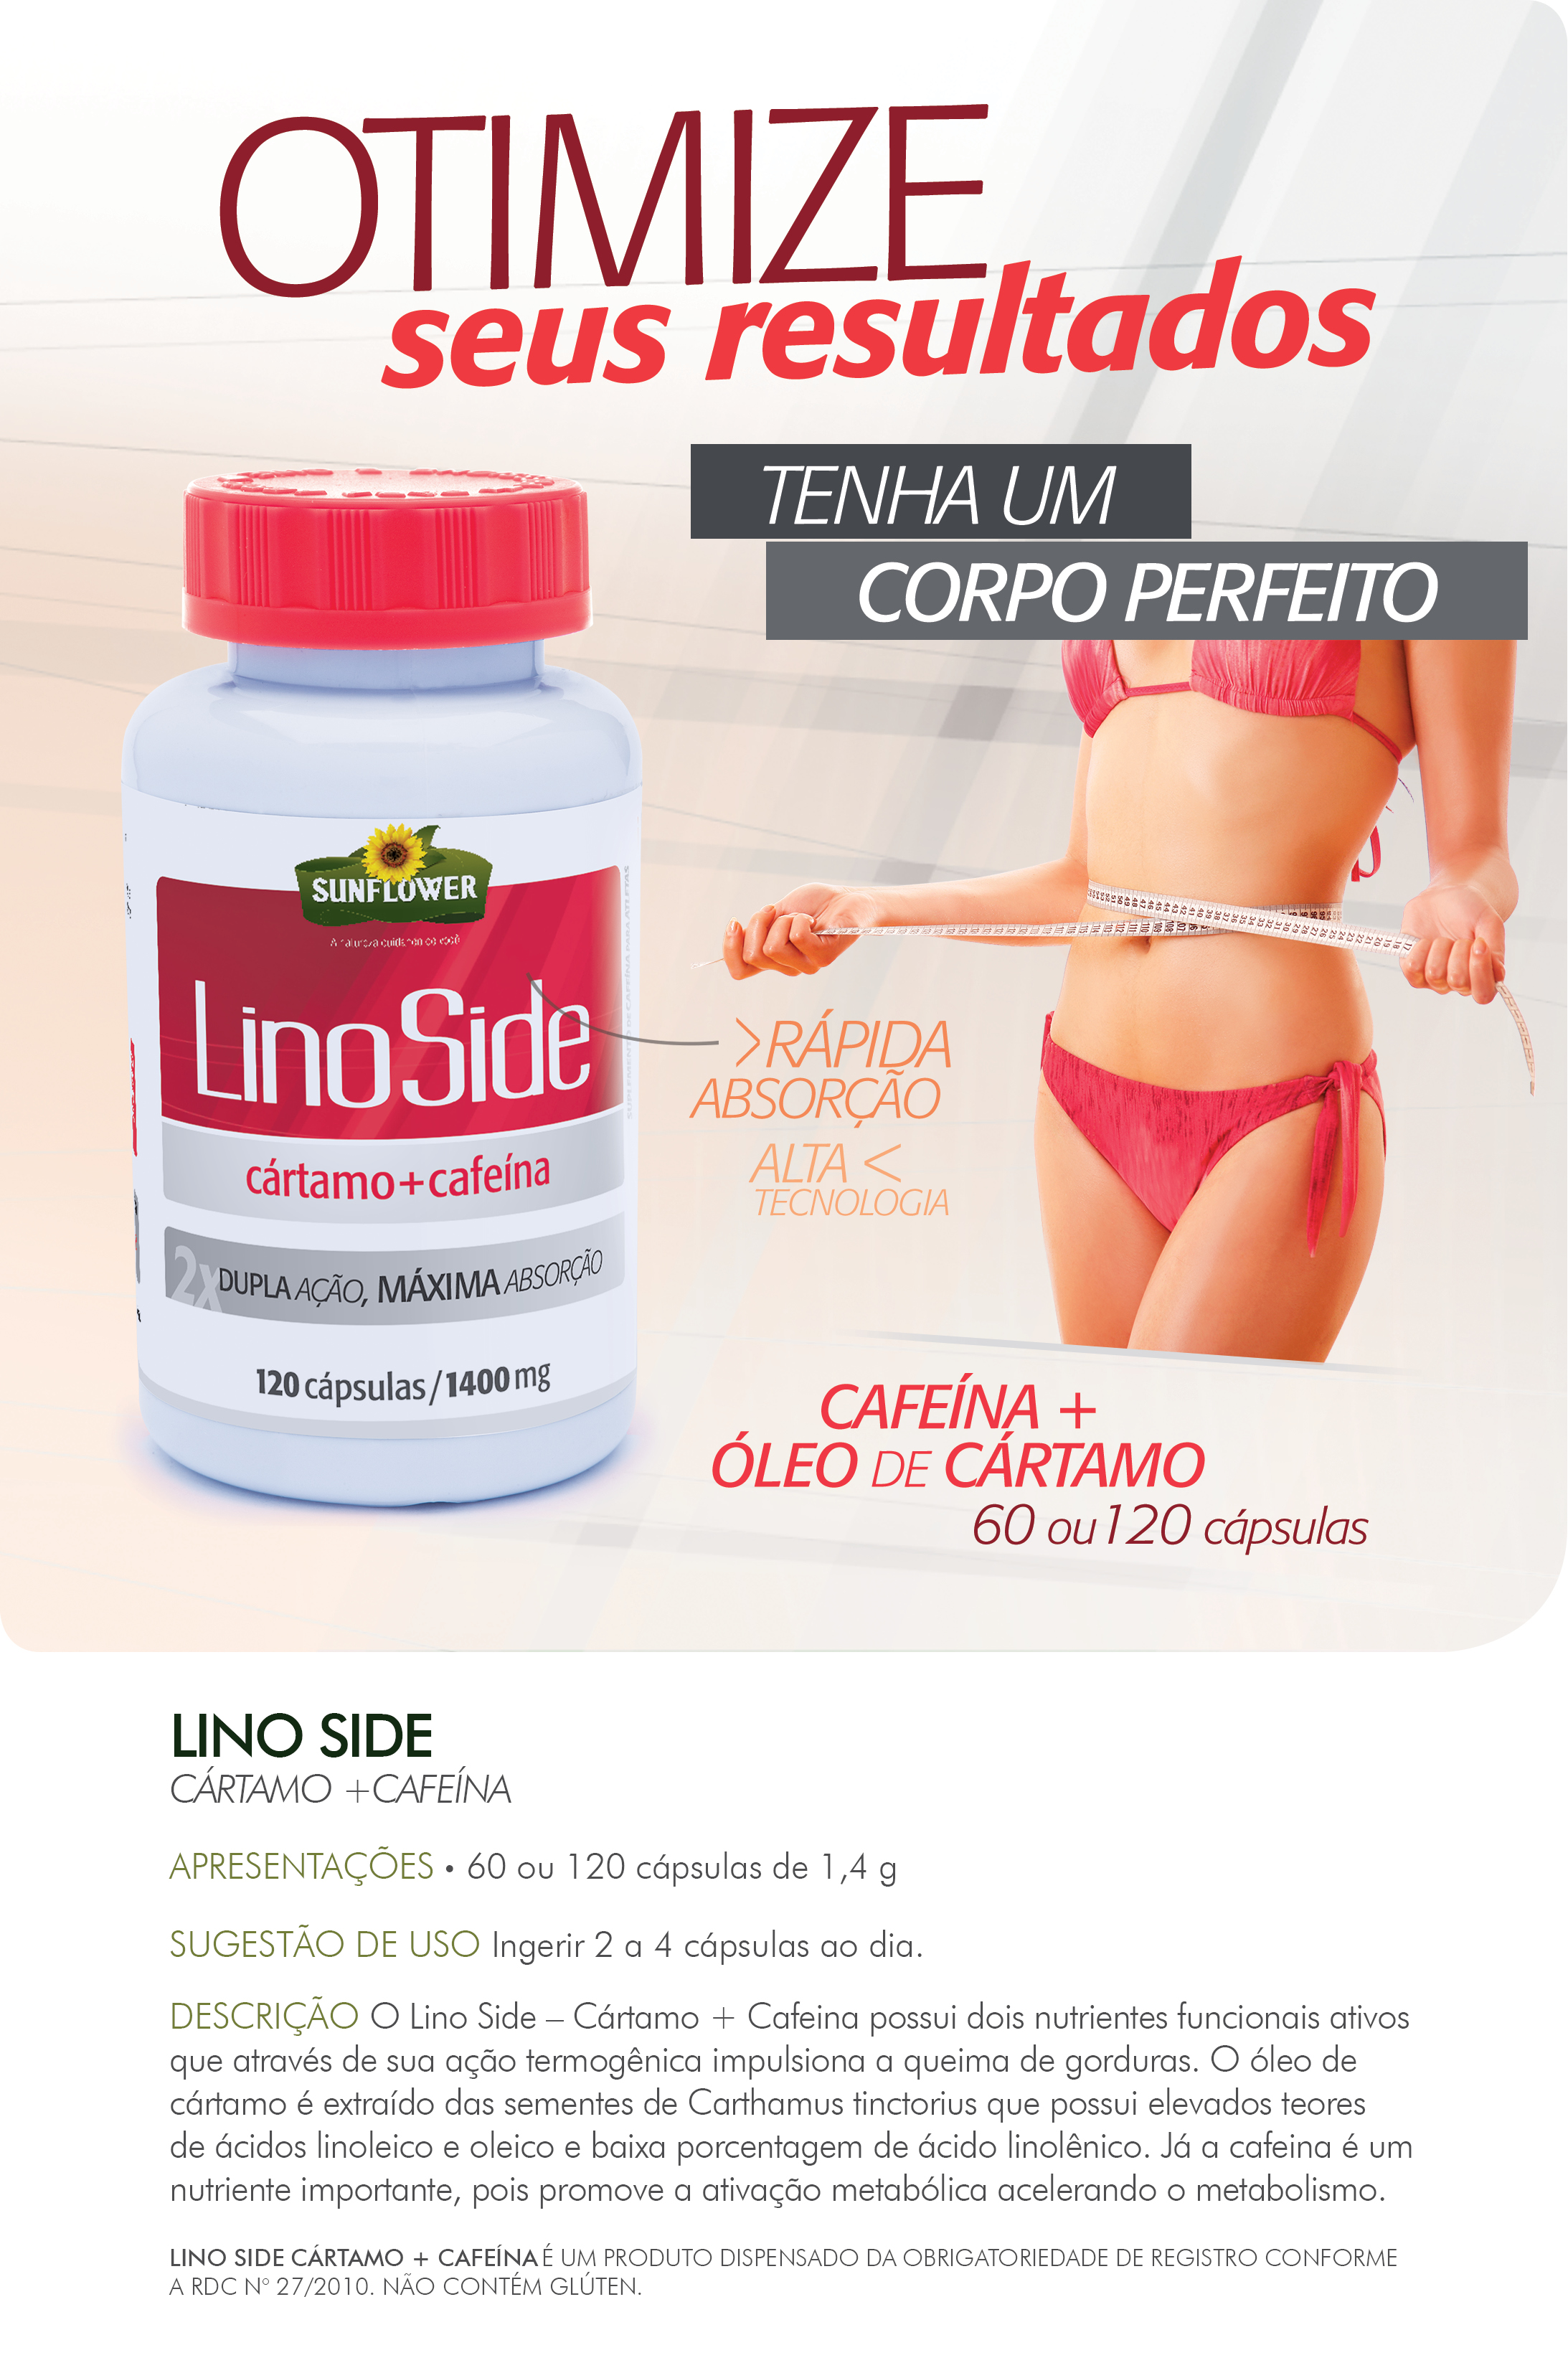 OTIMIZE
seus resultados
TENHA UM
CORPO PERFEITO
SUNFLOWER
A natureza cuidando de você
LinoSide
cártamo+cafeína
2x DUPLA AÇÃO, MÁXIMA ABSORÇÃO
120 cápsulas/1400 mg
>RÁPIDA
ABSORÇÃO
ALTA <
TECNOLOGIA
CAFEÍNA +
ÓLEO DE CÁRTAMO
60 ou 120 cápsulas
LINO SIDE
CÁRTAMO +CAFEÍNA
APRESENTAÇÕES • 60 ou 120 cápsulas de 1,4 g
SUGESTÃO DE USO Ingerir 2 a 4 cápsulas ao dia.
DESCRIÇÃO O Lino Side – Cártamo + Cafeina possui dois nutrientes funcionais ativos
que através de sua ação termogênica impulsiona a queima de gorduras. O óleo de
cártamo é extraído das sementes de Carthamus tinctorius que possui elevados teores
de ácidos linoleico e oleico e baixa porcentagem de ácido linolênico. Já a cafeina é um
nutriente importante, pois promove a ativação metabólica acelerando o metabolismo.
LINO SIDE CÁRTAMO + CAFEÍNA É UM PRODUTO DISPENSADO DA OBRIGATORIEDADE DE REGISTRO CONFORME
A RDC Nº 27/2010. NÃO CONTÉM GLÚTEN.